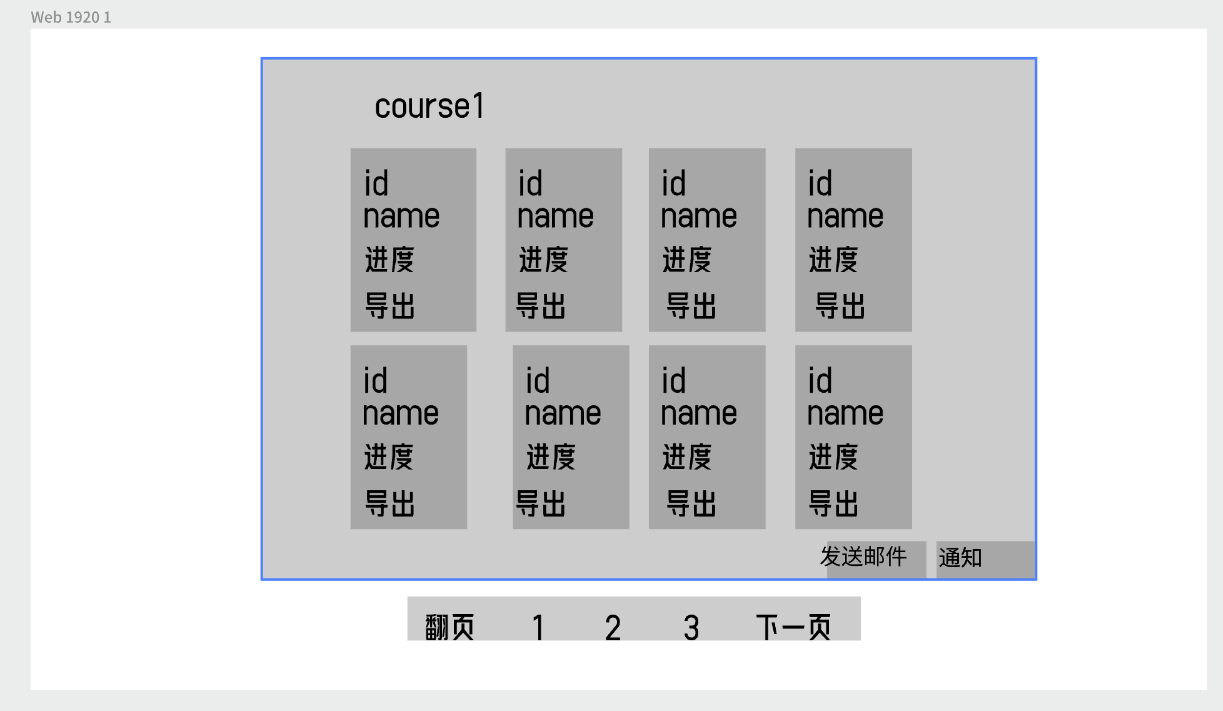 Web 1920 1
course1
id
name
进度
导出
id
name
进度
导出
id
name
进度
导出
id
name
进度
导出
id
name
进度
导出
id
name
进度
导出
id
name
进度
导出
id
name
进度
导出
发送邮件
通知
翻页 1 2 3 下一页